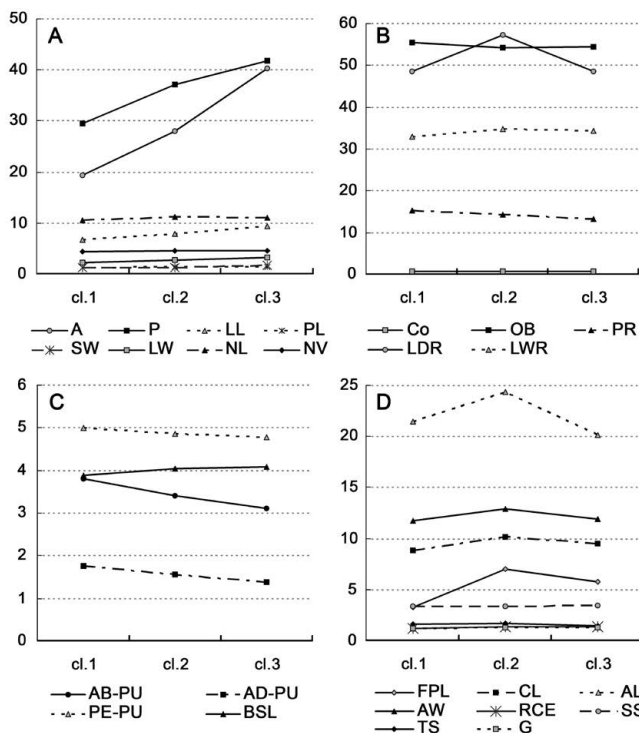 A
50
40
30
20
10
0
cl.1 cl.2 cl.3
A P LL PL
SW LW NL NV
B
60
50
40
30
20
10
0
cl.1 cl.2 cl.3
Co OB PR
LDR LWR
C
6
5
4
3
2
1
0
cl.1 cl.2 cl.3
AB-PU AD-PU
PE-PU BSL
D
25
20
15
10
5
0
cl.1 cl.2 cl.3
FPL CL AL
AW RCE SS
TS G